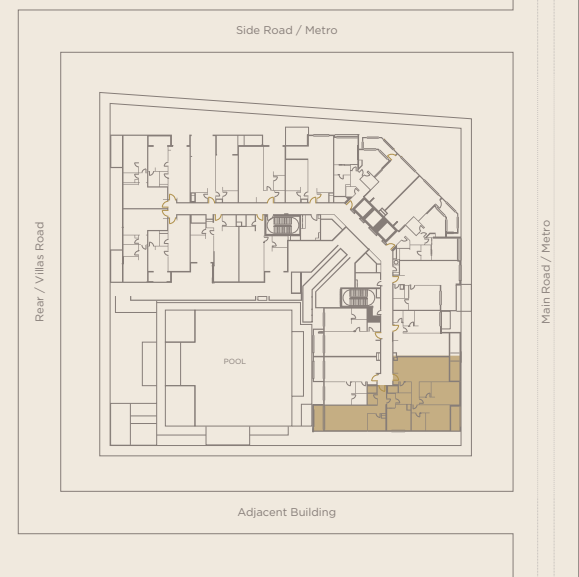 Side Road / Metro
Rear / Villas Road
Main Road / Metro
POOL
Adjacent Building